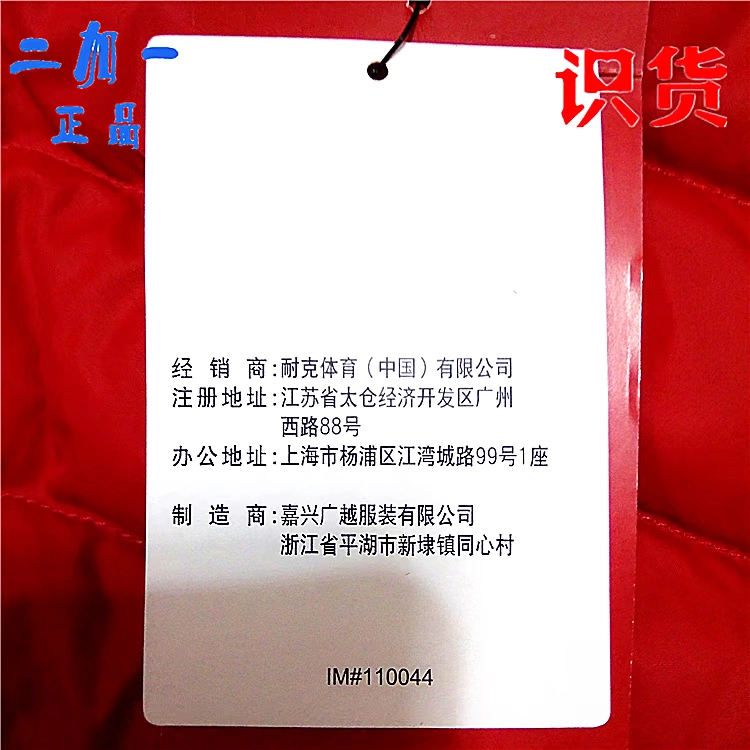 二加一
正品
识货
经销商:耐克体育(中国)有限公司
注册地址:江苏省太仓经济开发区广州
西路88号
办公地址:上海市杨浦区江湾城路99号1座
制造商:嘉兴广越服装有限公司
浙江省平湖市新埭镇同心村
IM#110044